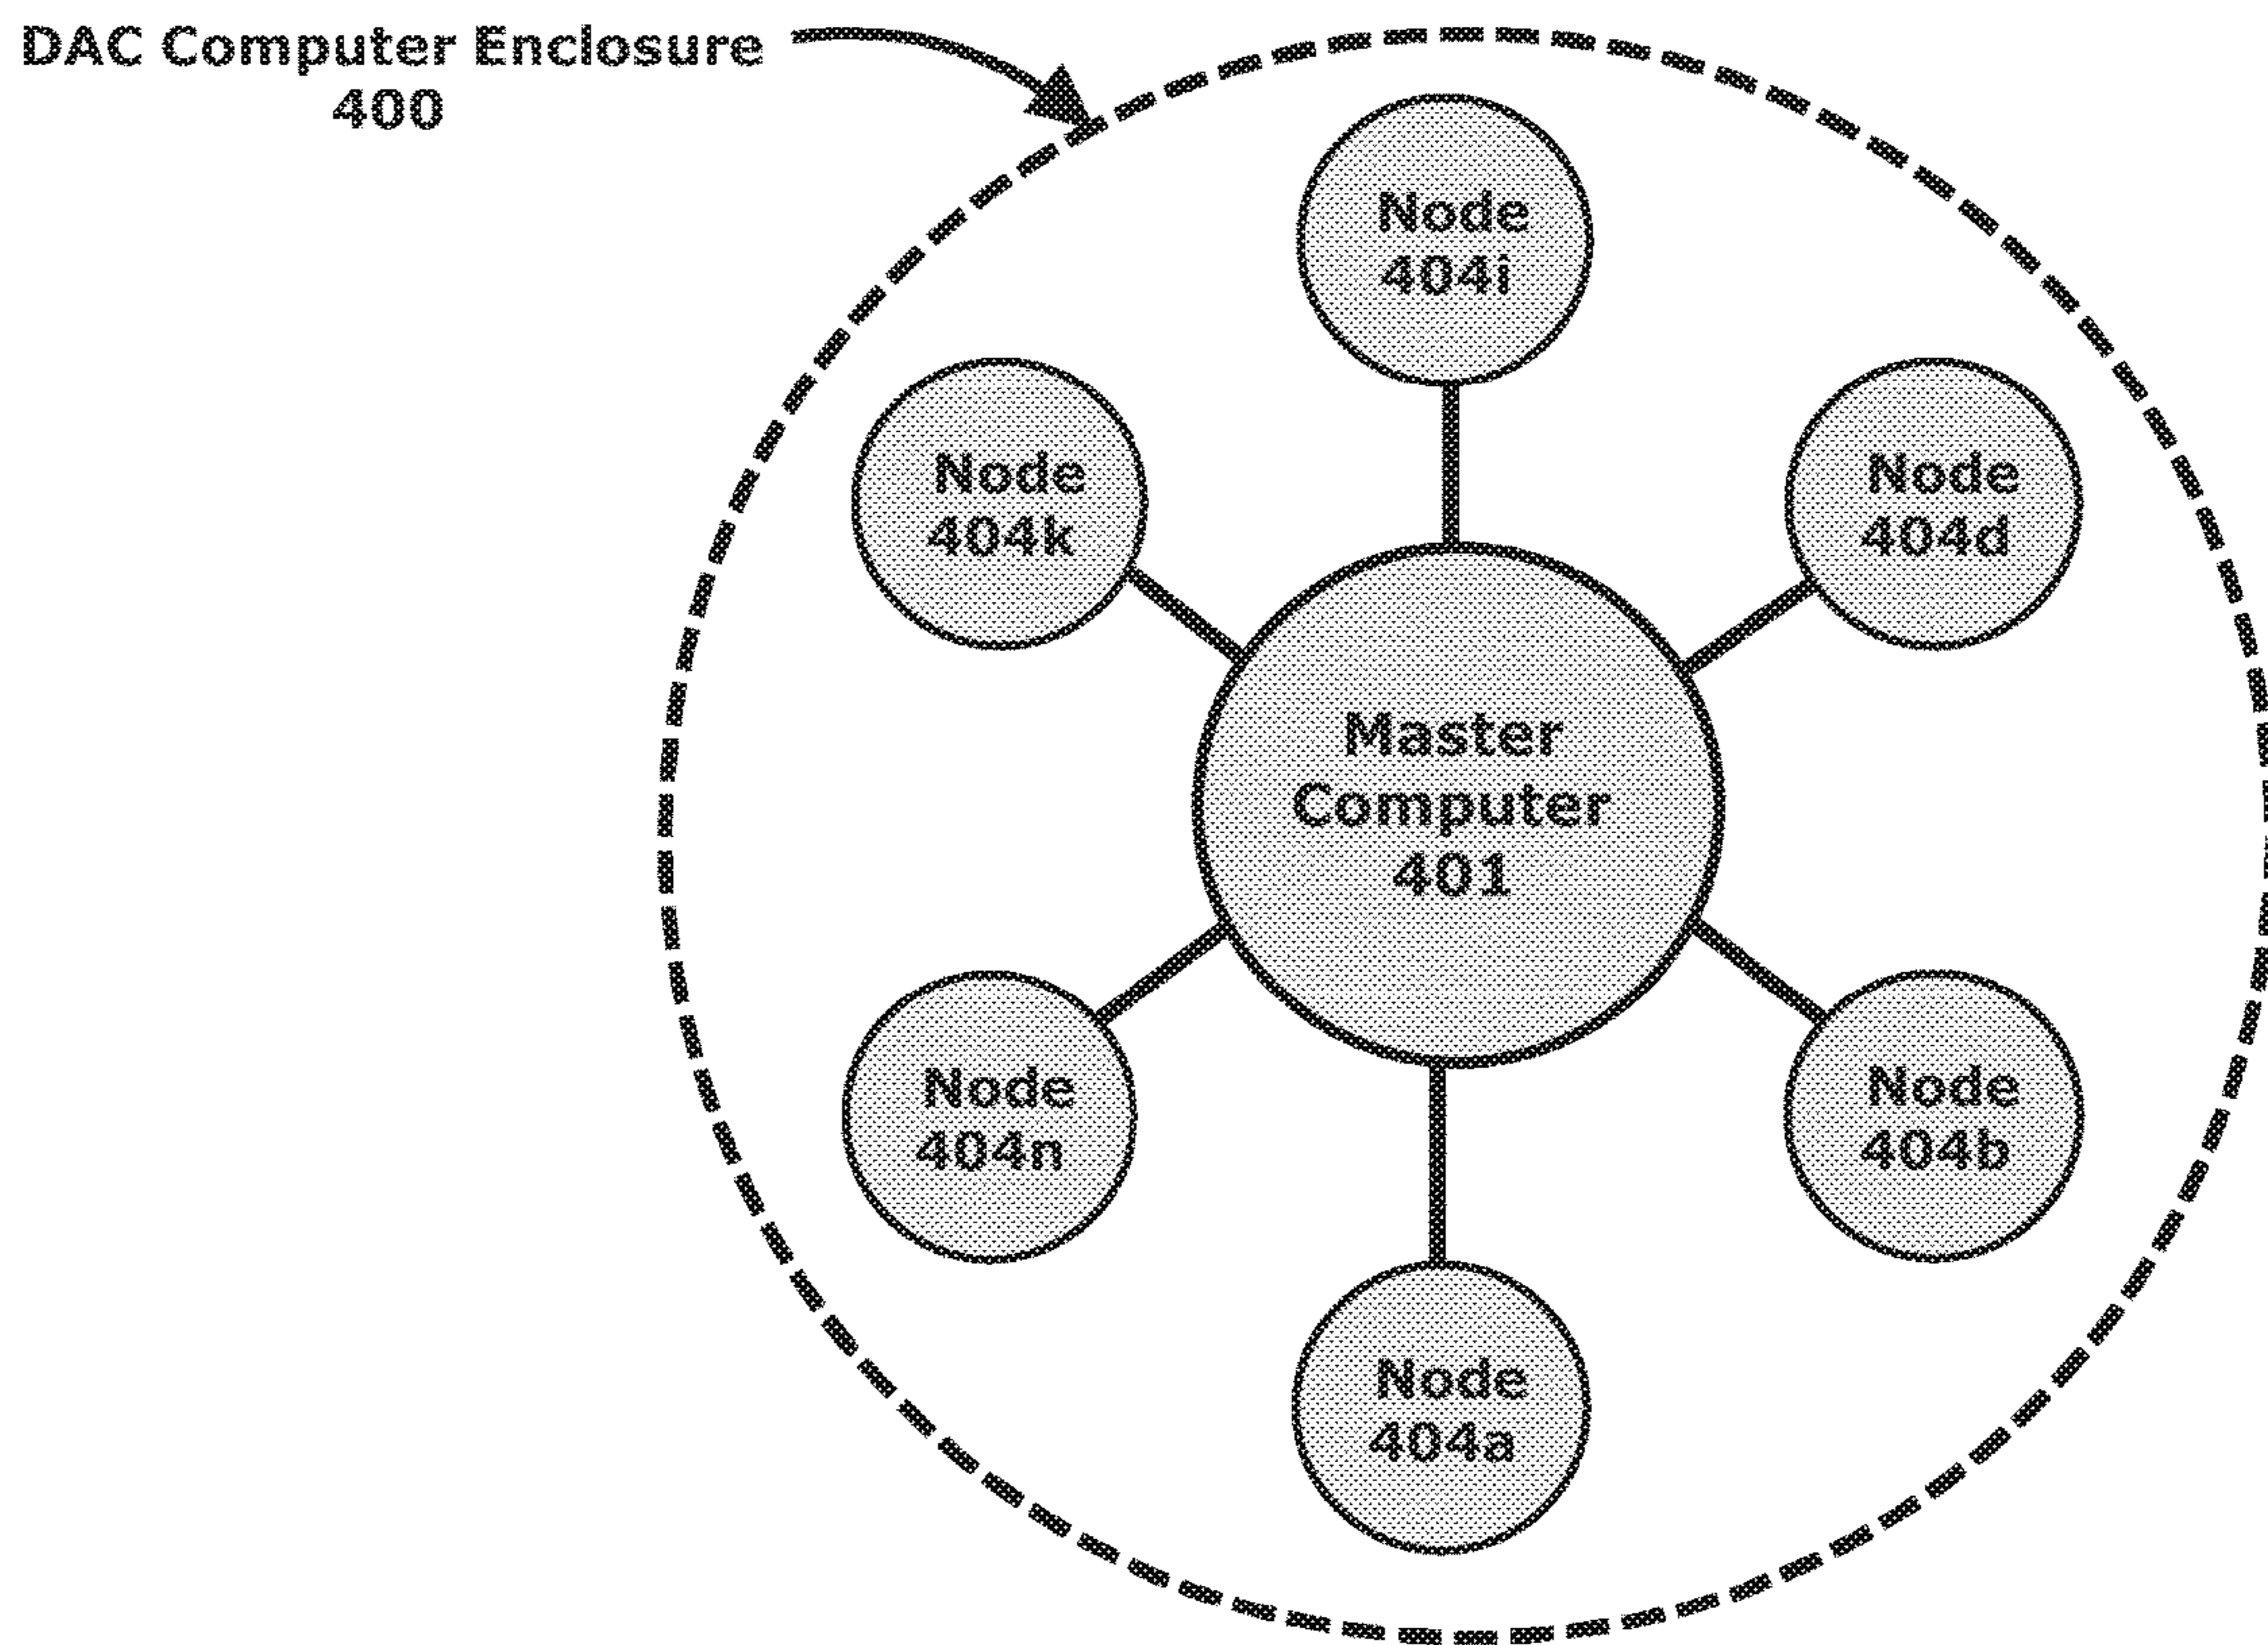 DAC Computer Enclosure
400
Node
404i
Node
404k
Node
404d
Master
Computer
401
Node
404n
Node
404b
Node
404a